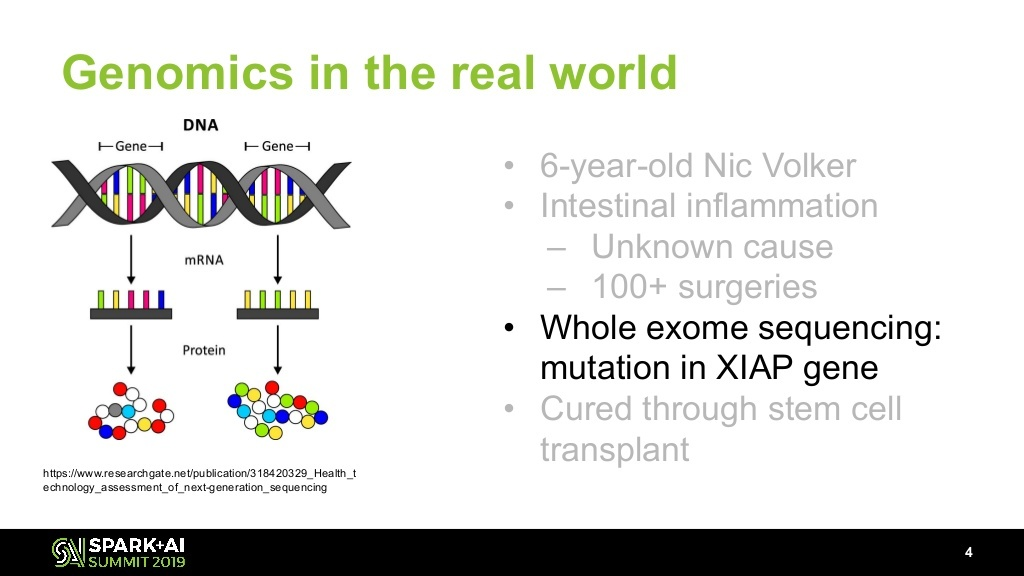 Genomics in the real world
DNA
Gene
Gene
mRNA
Protein
https://www.researchgate.net/publication/318420329_Health_t
echnology_assessment_of_next-generation_sequencing
• 6-year-old Nic Volker
• Intestinal inflammation
– Unknown cause
– 100+ surgeries
• Whole exome sequencing:
mutation in XIAP gene
• Cured through stem cell
transplant
SPARK+AI
SUMMIT 2019
4